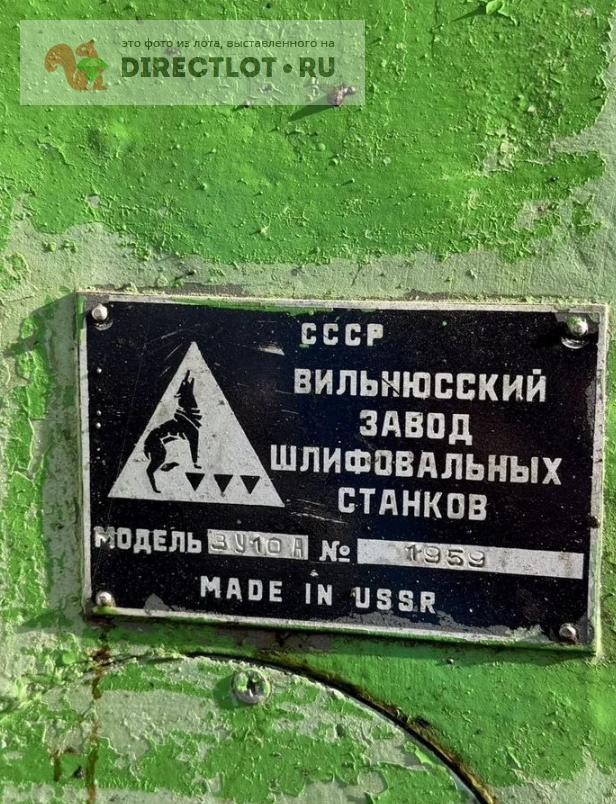 это фото из лота, выставленного на
DIRECTLOT.RU
СССР
ВИЛЬНЮССКИЙ
ЗАВОД
ШЛИФОВАЛЬНЫХ
СТАНКОВ
МОДЕЛЬ 3У10А № 1959
MADE IN USSR